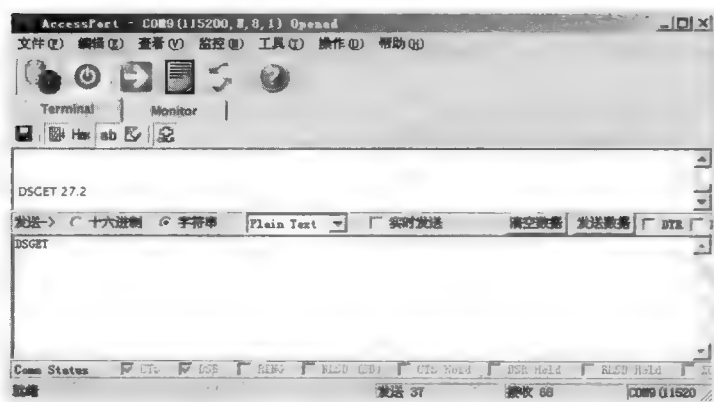 AccessPort - COM9(115200,N,8,1) Opened
文件(F) 编辑(E) 查看(V) 监控(M) 工具(T) 操作(O) 帮助(H)
Terminal Monitor
Hex ab
DSGET 27.2
发送-> 十六进制 字符串 Plain Text 实时发送 清空数据 发送数据 DTR
DSGET
Comm Status CTS DSR RING RLSD (CD) CTS Hold DSR Hold RLSD Hold
就绪 发送 37 接收 68 COM9 (11520